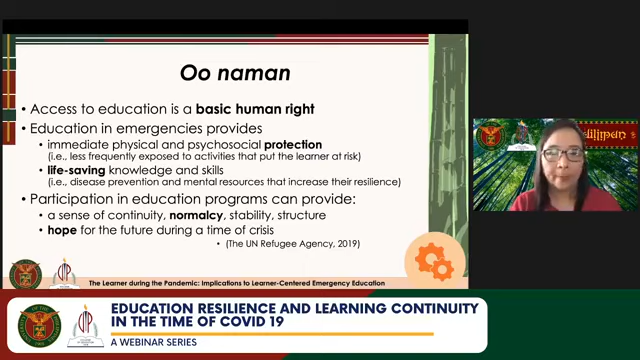 Oo naman
• Access to education is a basic human right
• Education in emergencies provides
• immediate physical and psychosocial protection
(i.e., less frequently exposed to activities that put the learner at risk)
• life-saving knowledge and skills
(i.e., disease prevention and mental resources that increase their resilience)
• Participation in education programs can provide:
• a sense of continuity, normalcy, stability, structure
• hope for the future during a time of crisis
• (The UN Refugee Agency, 2019)
The Learner during the Pandemic: Implications to Learner-Centered Emergency Education
EDUCATION RESILIENCE AND LEARNING CONTINUITY
IN THE TIME OF COVID 19
A WEBINAR SERIES